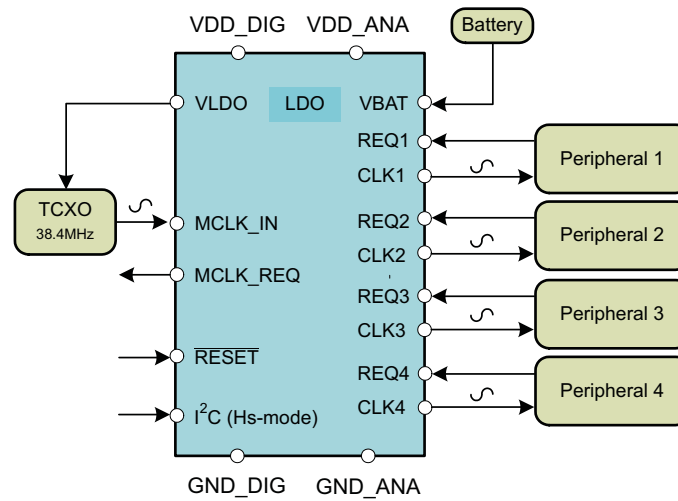 VDD_DIG
VDD_ANA
Battery
VLDO
LDO
VBAT
REQ1
CLK1
Peripheral 1
TCXO
38.4MHz
MCLK_IN
REQ2
CLK2
Peripheral 2
MCLK_REQ
REQ3
CLK3
Peripheral 3
RESET
REQ4
CLK4
Peripheral 4
I²C (Hs-mode)
GND_DIG
GND_ANA